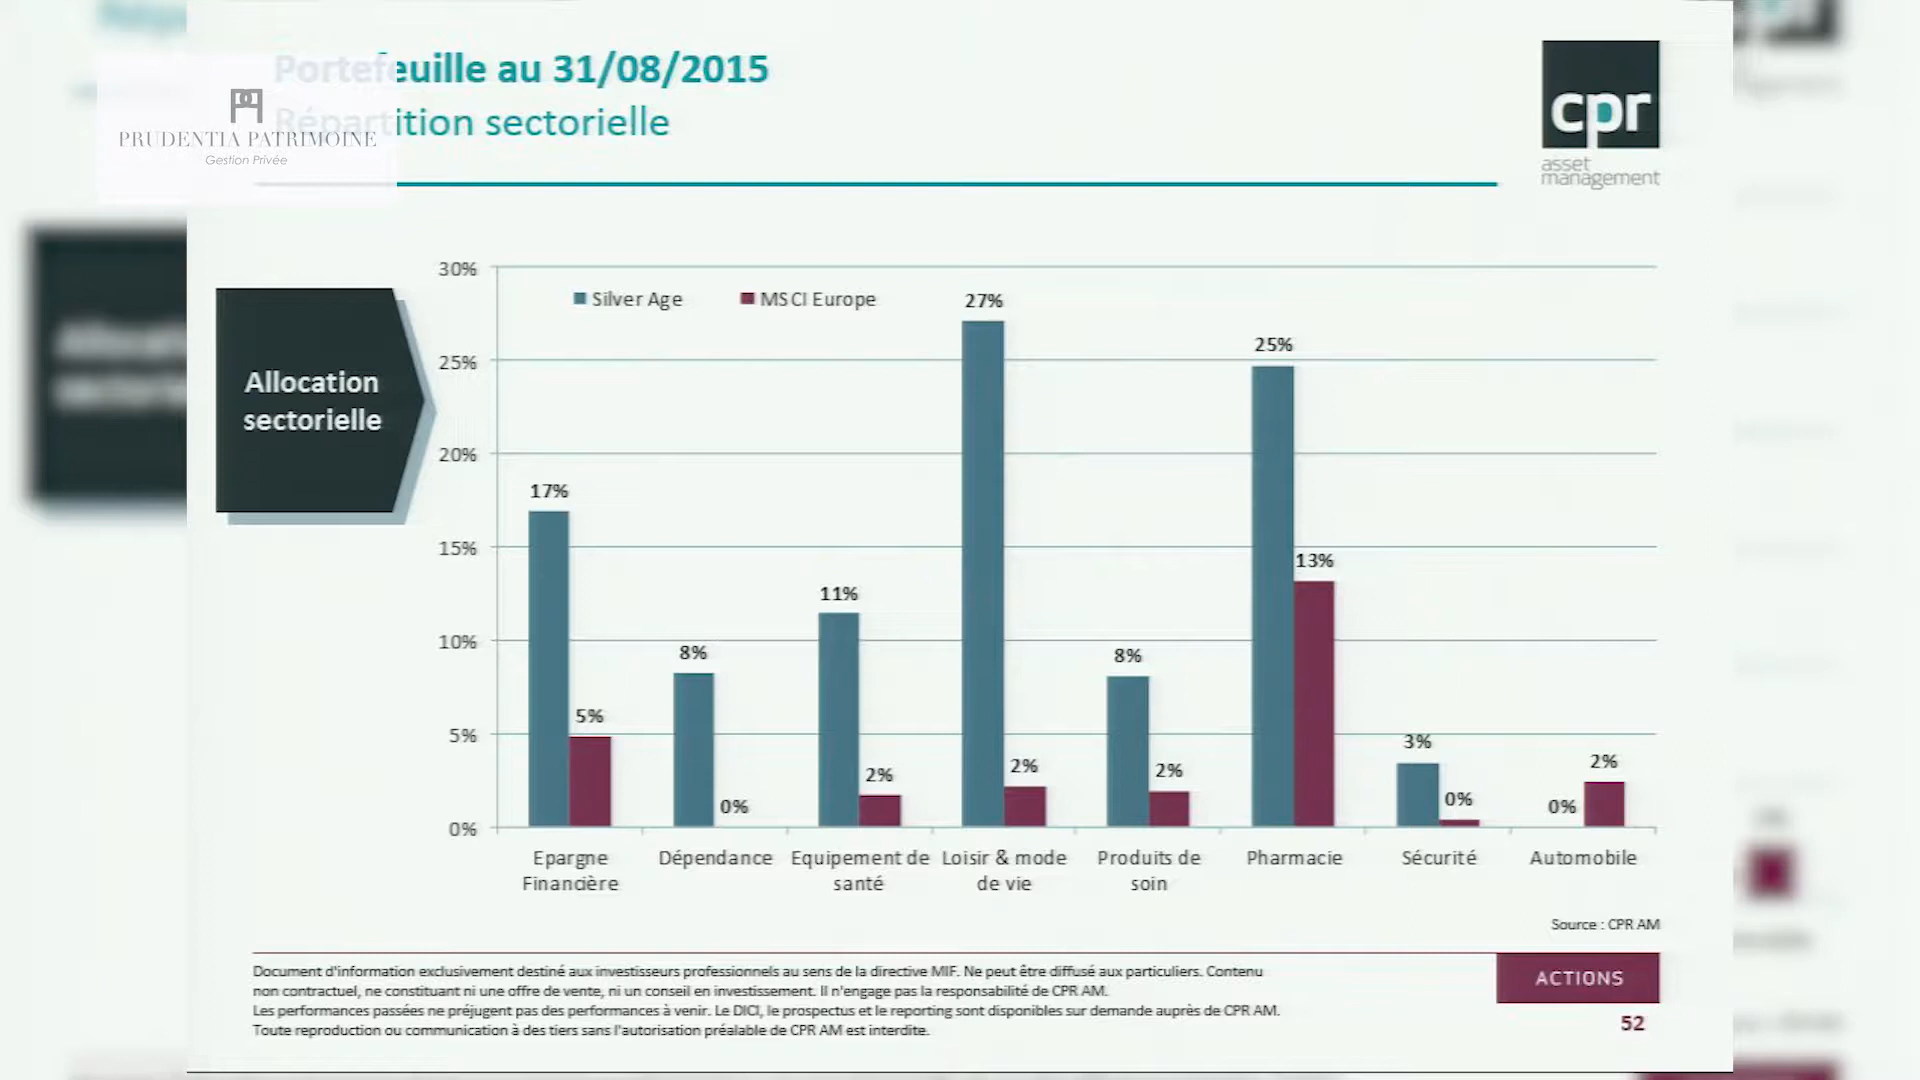 Portefeuille au 31/08/2015
Répartition sectorielle
PRUDENTIA PATRIMOINE
Gestion Privée
cpr
asset
management
Allocation
sectorielle
30%
25%
20%
15%
10%
5%
0%
Silver Age
MSCI Europe
17%
5%
8%
0%
11%
2%
27%
2%
8%
2%
25%
13%
3%
0%
0%
2%
Epargne
Financière
Dépendance
Equipement de
santé
Loisir & mode
de vie
Produits de
soin
Pharmacie
Sécurité
Automobile
Source : CPR AM
Document d'information exclusivement destiné aux investisseurs professionnels au sens de la directive MIF. Ne peut être diffusé aux particuliers. Contenu
non contractuel, ne constituant ni une offre de vente, ni un conseil en investissement. Il n'engage pas la responsabilité de CPR AM.
Les performances passées ne préjugent pas des performances à venir. Le DICI, le prospectus et le reporting sont disponibles sur demande auprès de CPR AM.
Toute reproduction ou communication à des tiers sans l'autorisation préalable de CPR AM est interdite.
ACTIONS
52